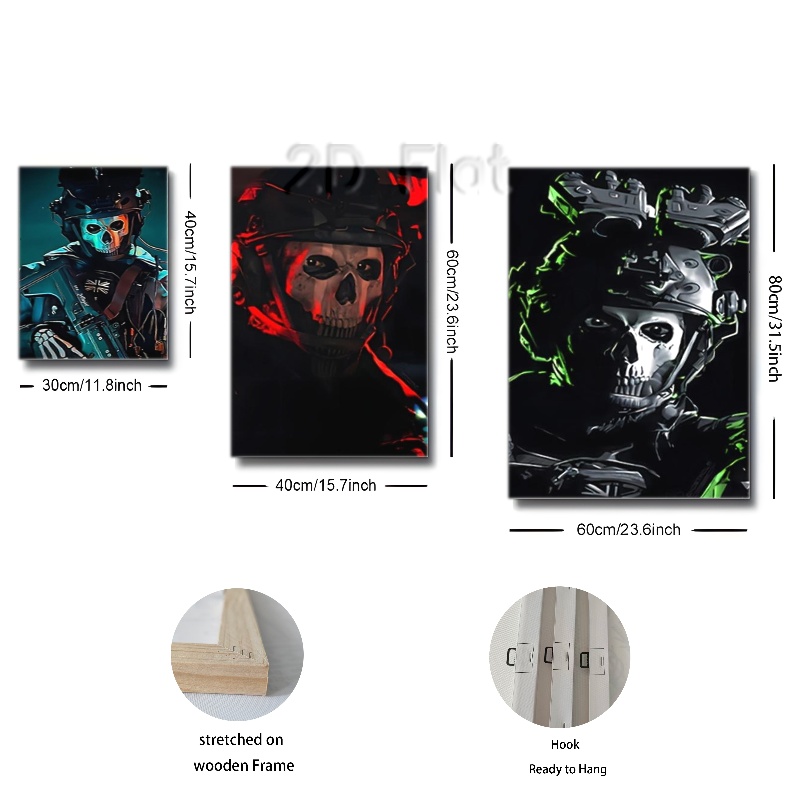 2D Flat
40cm/15.7inch
30cm/11.8inch
60cm/23.6inch
40cm/15.7inch
80cm/31.5inch
60cm/23.6inch
stretched on
wooden Frame
Hook
Ready to Hang